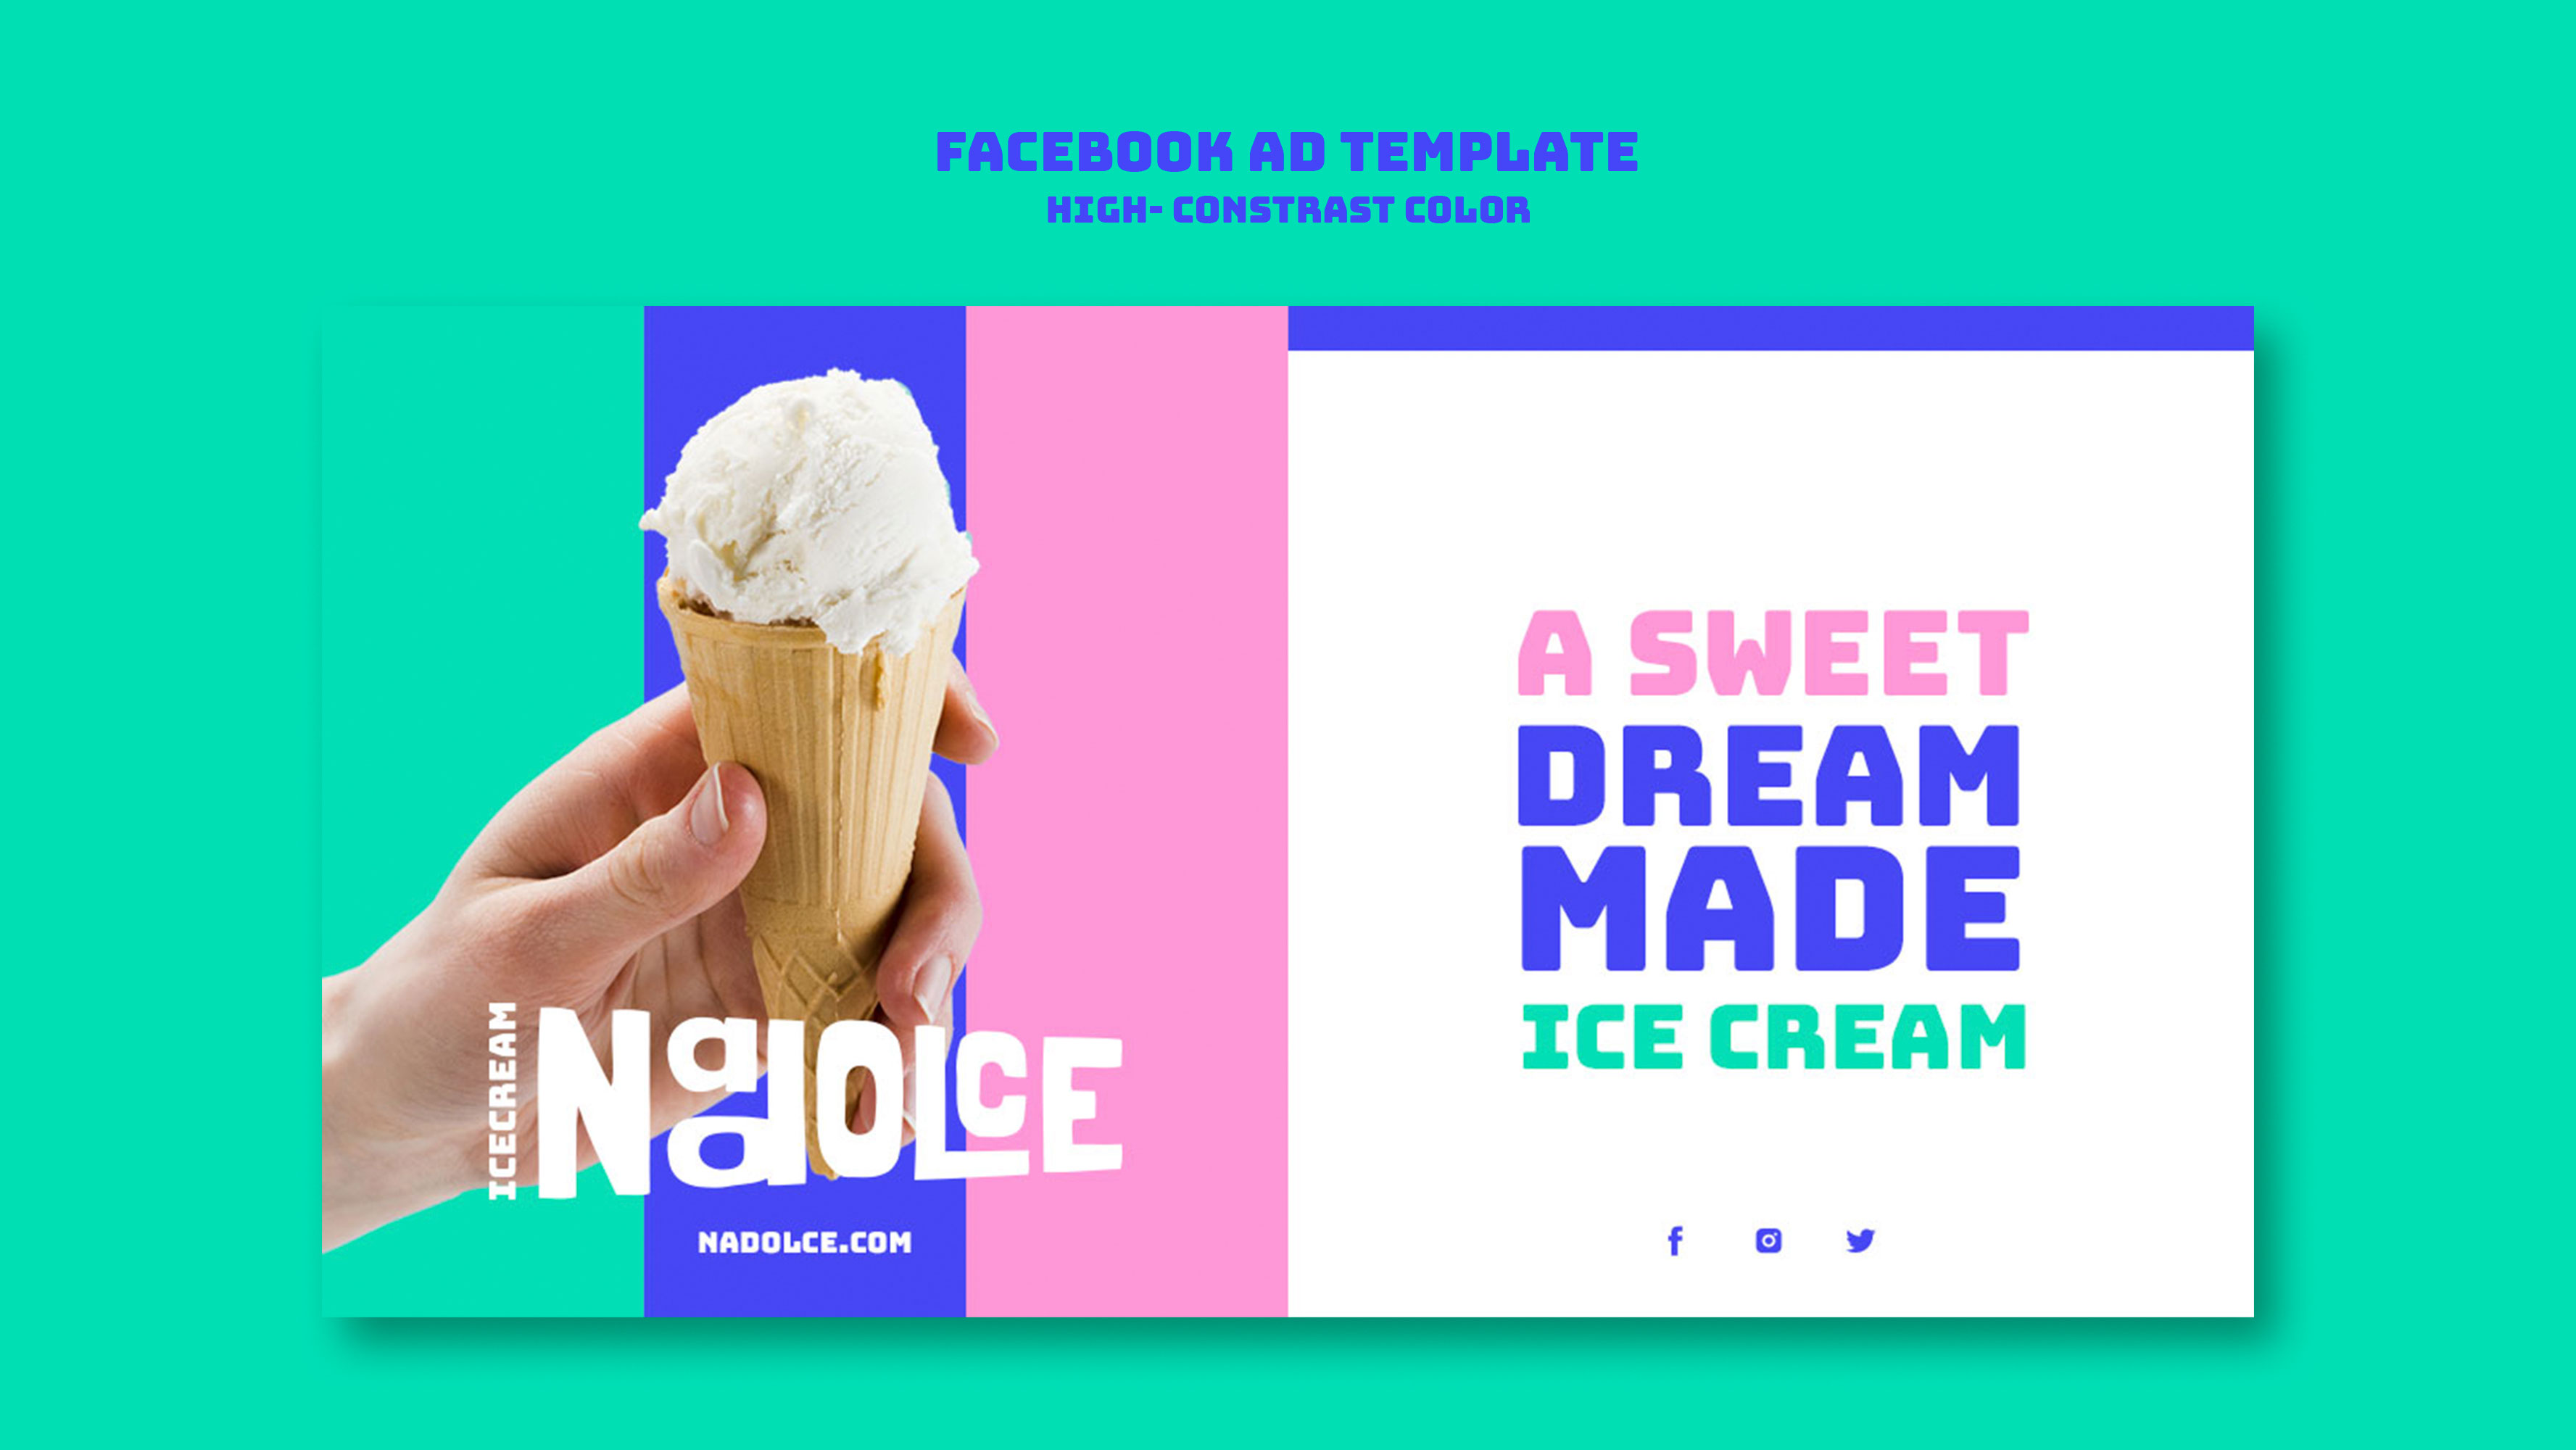 FACEBOOK AD TEMPLATE
HIGH- CONSTRAST COLOR
ICECREAM
NadOLCE
NADOLCE.COM
A SWEET
DREAM
MADE
ICE CREAM